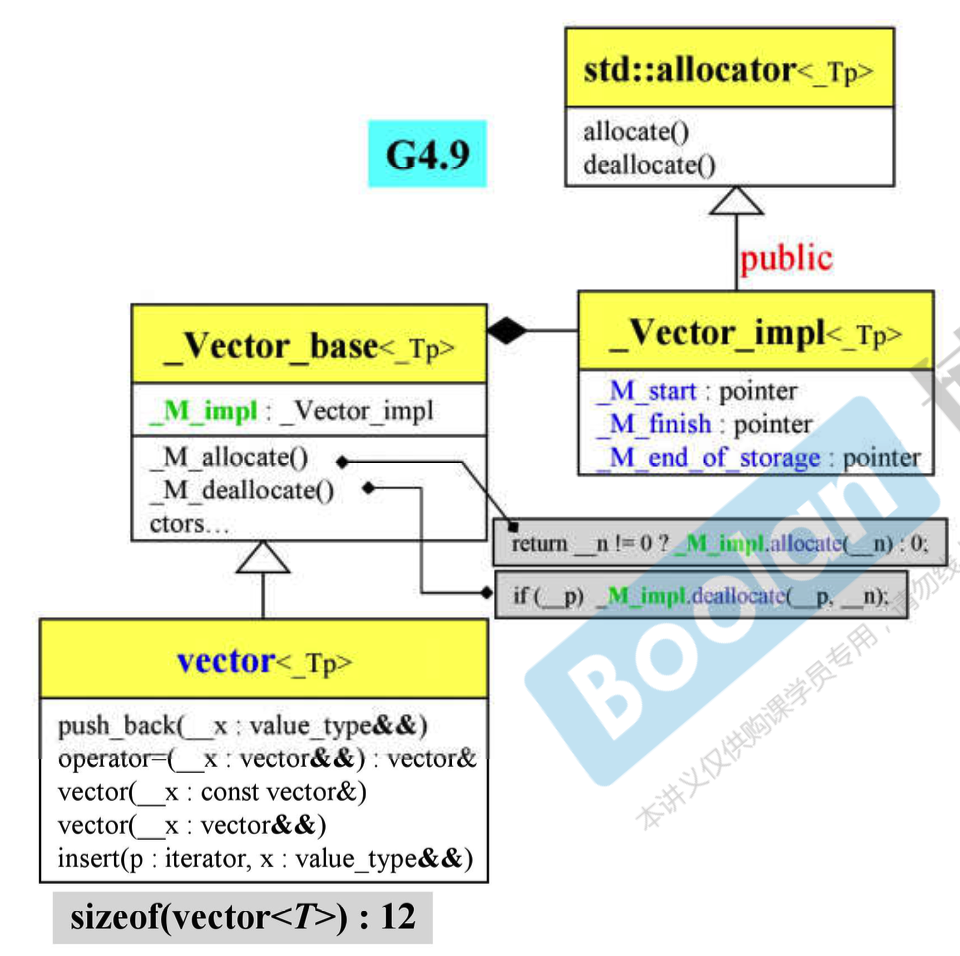 std::allocator<_Tp>
allocate()
deallocate()
G4.9
public
_Vector_base<_Tp>
_M_impl : _Vector_impl
_M_allocate()
_M_deallocate()
ctors…
_Vector_impl<_Tp>
_M_start : pointer
_M_finish : pointer
_M_end_of_storage : pointer
return __n != 0 ? _M_impl.allocate(__n) : 0;
if (__p) _M_impl.deallocate(__p, __n);
vector<_Tp>
push_back(__x : value_type&&)
operator=(__x : vector&&) : vector&
vector(__x : const vector&)
vector(__x : vector&&)
insert(p : iterator, x : value_type&&)
sizeof(vector<T>) : 12
Boolan
本讲义仅供购课学员专用，请勿